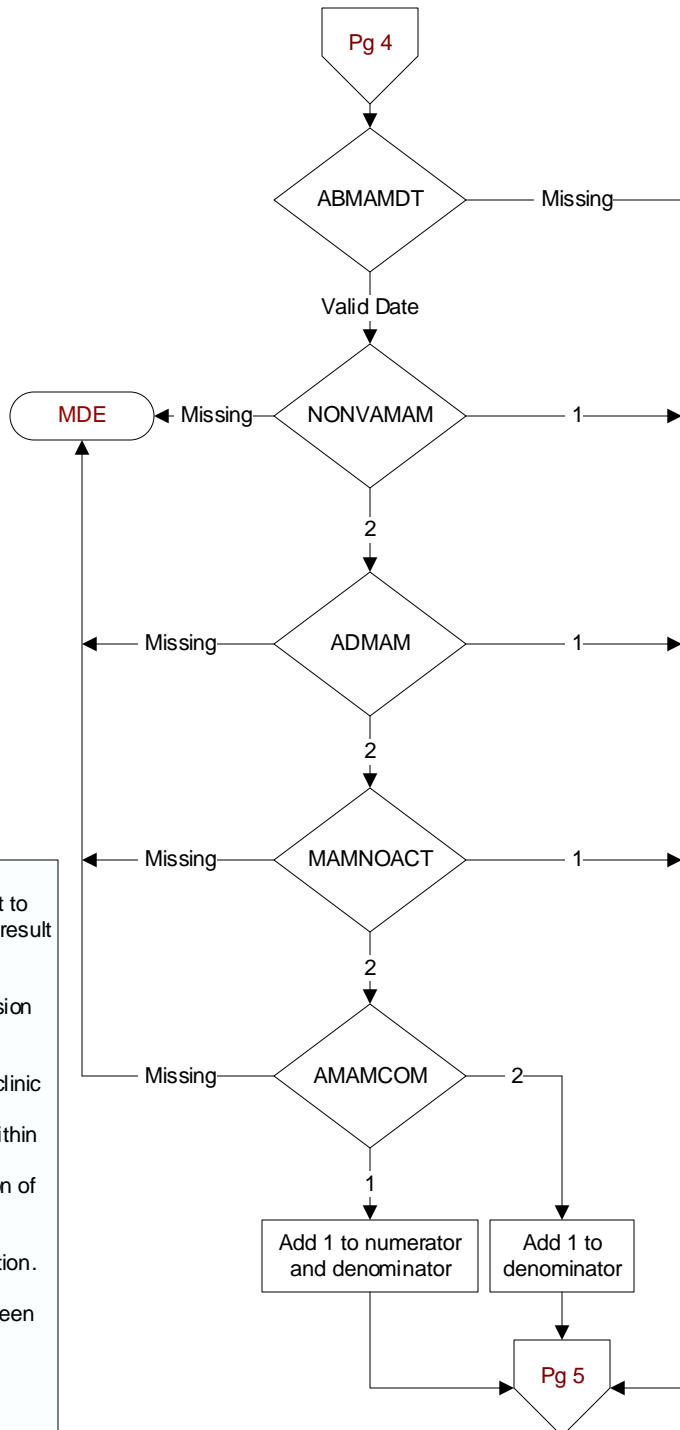 Pg 4
ABMAMDT
Missing
Valid Date
MDE
Missing
NONVAMAM
1
2
Missing
ADMAM
1
2
Missing
MAMNOACT
1
2
Missing
AMAMCOM
2
1
Add 1 to numerator
and denominator
Add 1 to
denominator
Pg 5
t to
result
sion
clinic
ithin
n of
tion.
een